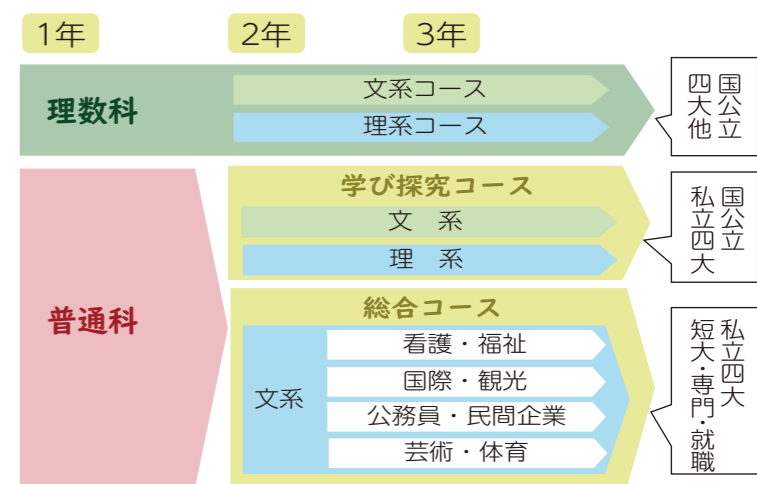 1年
2年
3年
理数科
文系コース
理系コース
国公立
四大他
普通科
学び探究コース
文 系
理 系
国公立
私立四大
総合コース
文系
看護・福祉
国際・観光
公務員・民間企業
芸術・体育
私立四大
短大・専門・就職